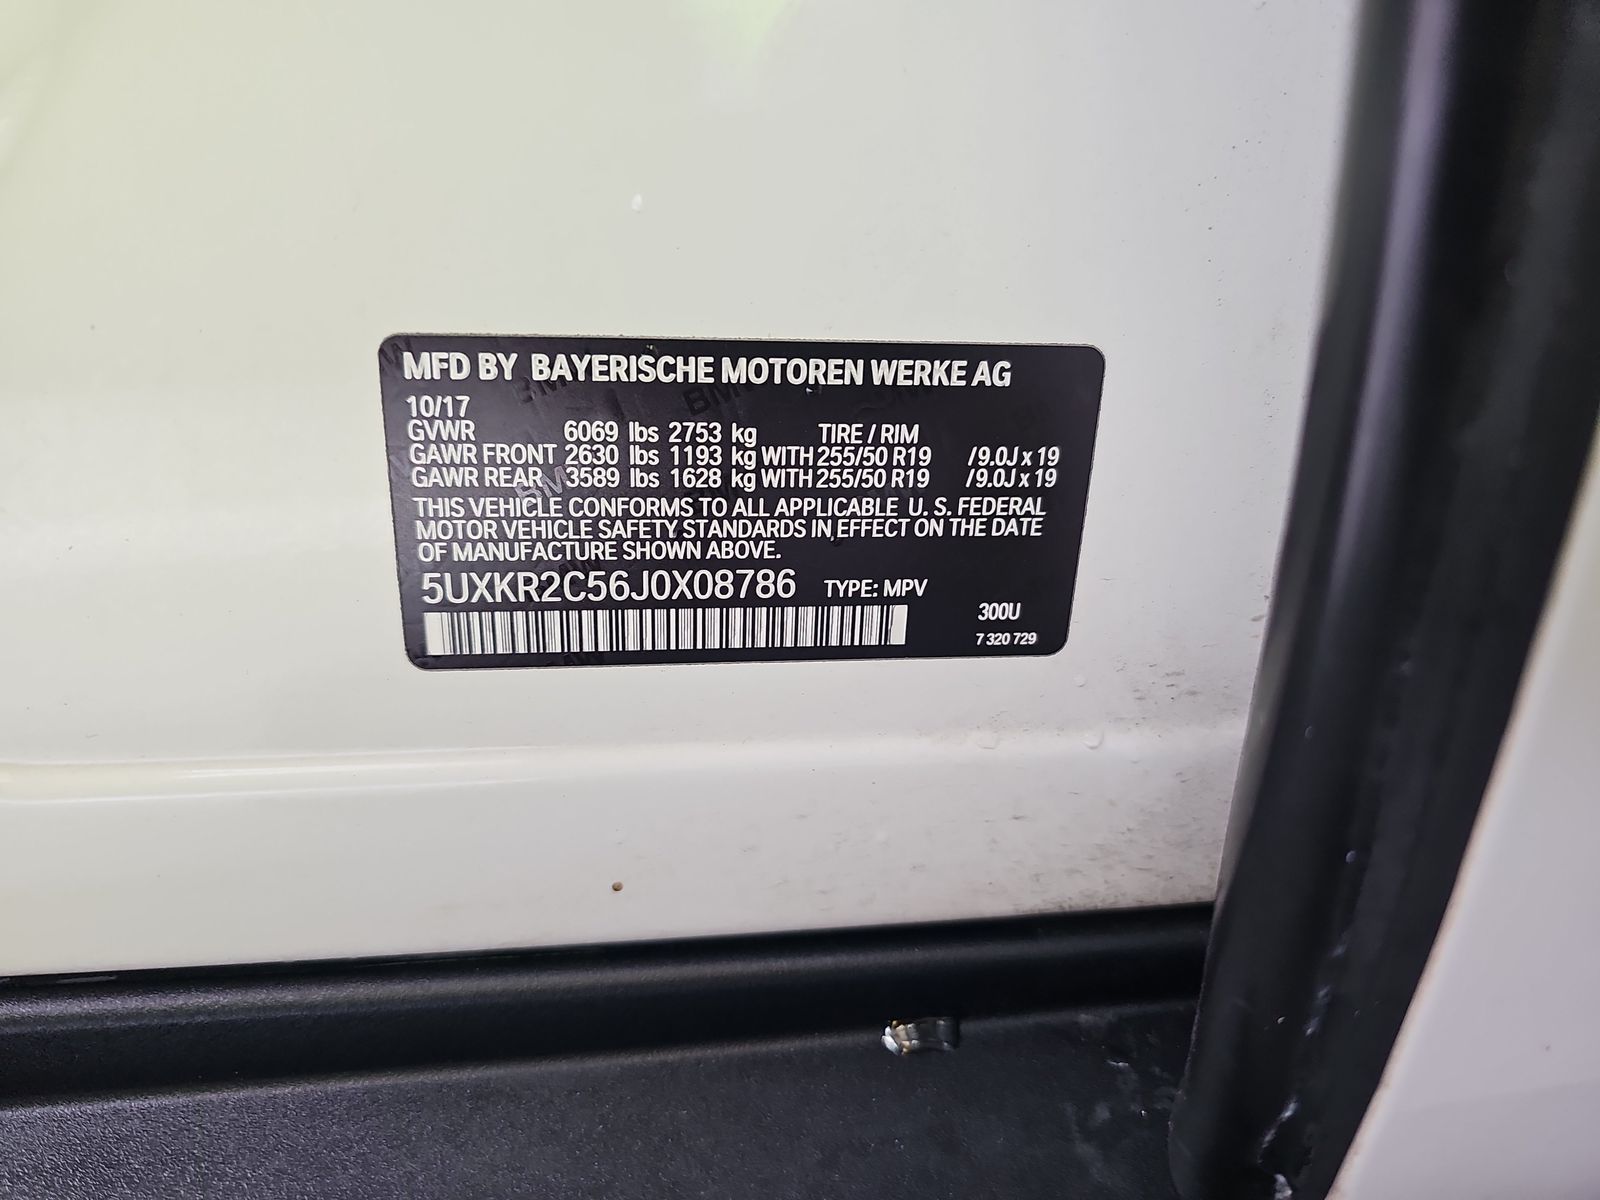 MFD BY BAYERISCHE MOTOREN WERKE AG
10/17
GVWR 6069 lbs 2753 kg TIRE / RIM
GAWR FRONT 2630 lbs 1193 kg WITH 255/50 R19 /9.0J x 19
GAWR REAR 3589 lbs 1628 kg WITH 255/50 R19 /9.0J x 19
THIS VEHICLE CONFORMS TO ALL APPLICABLE U. S. FEDERAL
MOTOR VEHICLE SAFETY STANDARDS IN EFFECT ON THE DATE
OF MANUFACTURE SHOWN ABOVE.
5UXKR2C56J0X08786 TYPE: MPV
300U
7 320 729